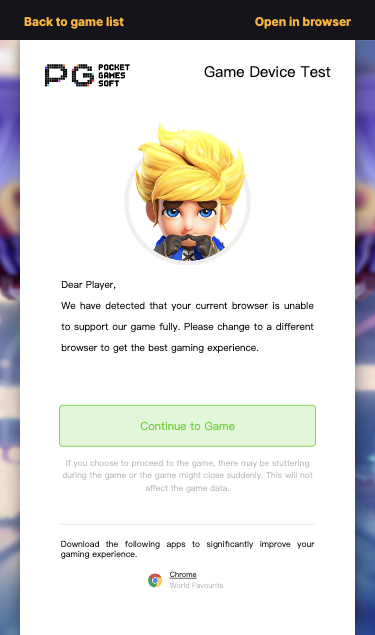 Back to game list
Open in browser
PG POCKET GAMES SOFT
Game Device Test
Dear Player,
We have detected that your current browser is unable
to support our game fully. Please change to a different
browser to get the best gaming experience.
Continue to Game
If you choose to proceed to the game, there may be stuttering
during the game or the game might close suddenly. This will not
affect the game data.
Download the following apps to significantly improve your
gaming experience.
Chrome
World Favourite